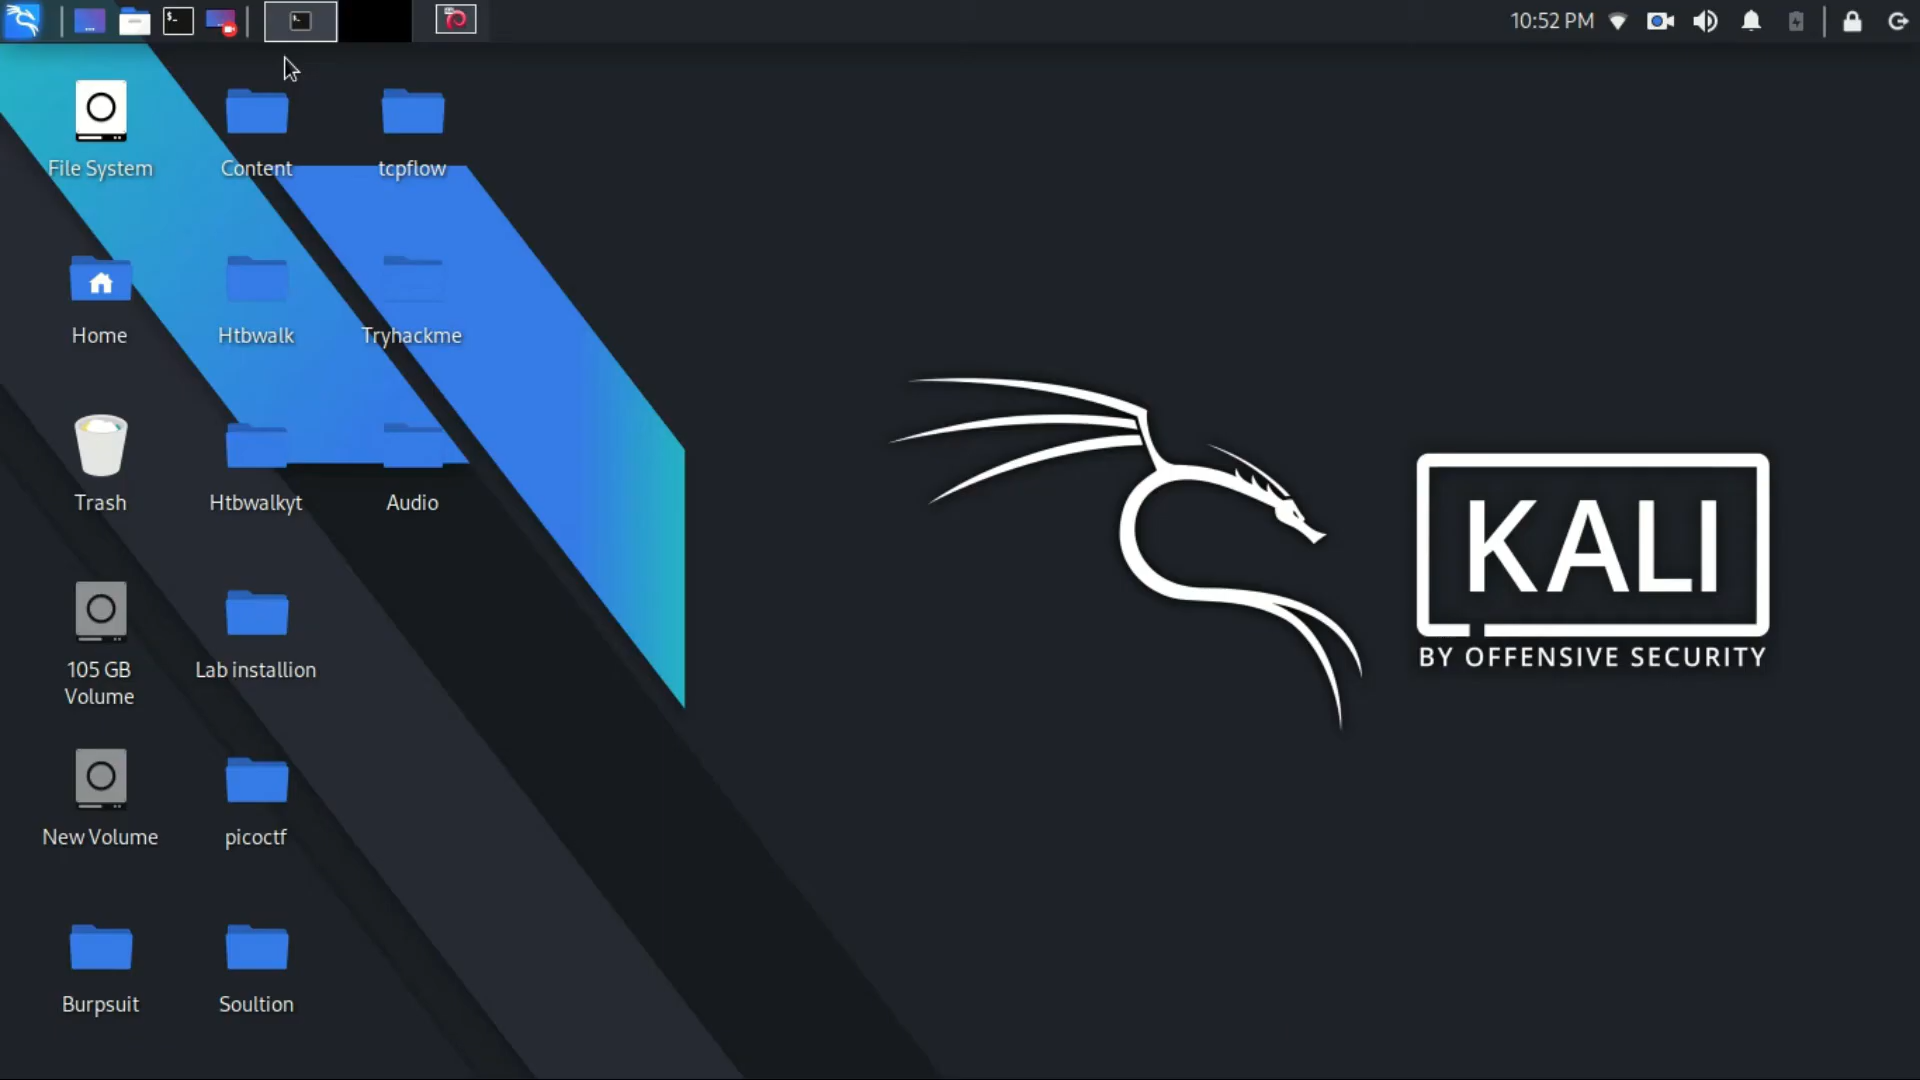 10:52 PM
File System
Content
tcpflow
Home
Htbwalk
Tryhackme
Trash
Htbwalkyt
Audio
105 GB
Volume
Lab installion
New Volume
picoctf
Burpsuit
Soultion
KALI
BY OFFENSIVE SECURITY